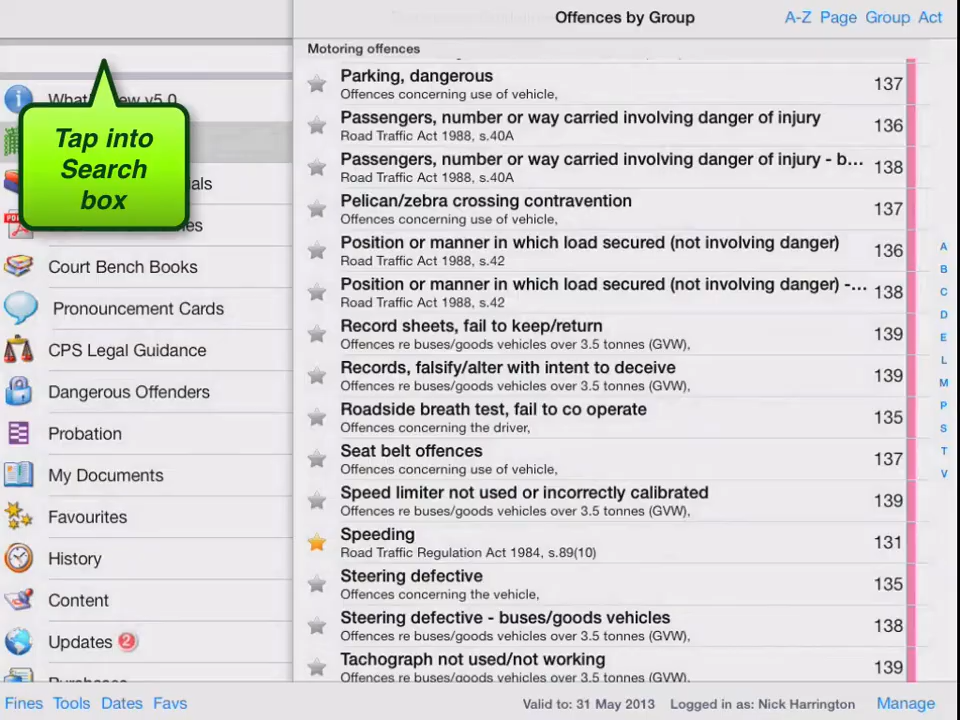 Offences by Group
A-Z Page Group Act
Motoring offences
Tap into
Search
box
Parking, dangerous
Offences concerning use of vehicle,
137
Passengers, number or way carried involving danger of injury
Road Traffic Act 1988, s.40A
136
Passengers, number or way carried involving danger of injury - b...
Road Traffic Act 1988, s.40A
138
Pelican/zebra crossing contravention
Offences concerning use of vehicle,
137
Position or manner in which load secured (not involving danger)
Road Traffic Act 1988, s.42
136
Position or manner in which load secured (not involving danger) -...
Road Traffic Act 1988, s.42
138
Record sheets, fail to keep/return
Offences re buses/goods vehicles over 3.5 tonnes (GVW),
139
Records, falsify/alter with intent to deceive
Offences re buses/goods vehicles over 3.5 tonnes (GVW),
139
Roadside breath test, fail to co operate
Offences concerning the driver,
135
Seat belt offences
Offences concerning use of vehicle,
137
Speed limiter not used or incorrectly calibrated
Offences re buses/goods vehicles over 3.5 tonnes (GVW),
139
Speeding
Road Traffic Regulation Act 1984, s.89(10)
131
Steering defective
Offences concerning the vehicle,
135
Steering defective - buses/goods vehicles
Offences re buses/goods vehicles over 3.5 tonnes (GVW),
138
Tachograph not used/not working
Offences re buses/goods vehicles over 3.5 tonnes (GVW),
139
A
B
C
D
E
L
M
P
S
T
V
v5.0
PDF
Court Bench Books
Pronouncement Cards
CPS Legal Guidance
Dangerous Offenders
Probation
My Documents
Favourites
History
Content
Updates 2
Purchases
Fines Tools Dates Favs
Valid to: 31 May 2013 Logged in as: Nick Harrington
Manage